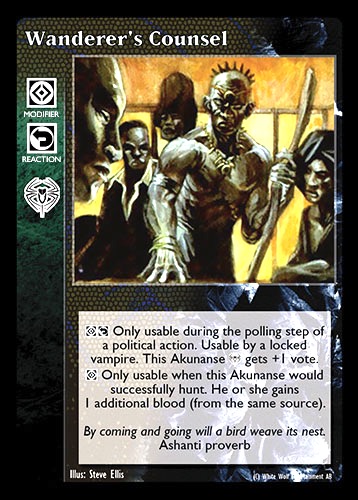 Wanderer's Counsel
MODIFIER
REACTION
Only usable during the polling step of
a political action. Usable by a locked
vampire. This Akunanse gets +1 vote.
Only usable when this Akunanse would
successfully hunt. He or she gains
1 additional blood (from the same source).
By coming and going will a bird weave its nest.
Ashanti proverb
Illus: Steve Ellis
(C) White Wolf Entertainment AB